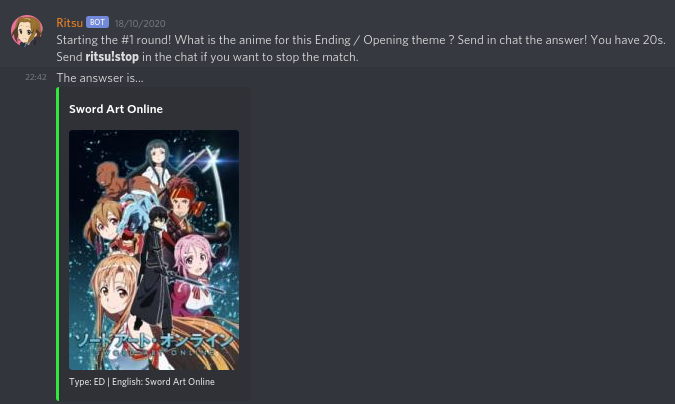 Ritsu BOT 18/10/2020
Starting the #1 round! What is the anime for this Ending / Opening theme ? Send in chat the answer! You have 20s.
Send ritsu!stop in the chat if you want to stop the match.
22:42 The answser is...
Sword Art Online
ソードアート・オンライン
SWORD ART ONLINE
Type: ED | English: Sword Art Online